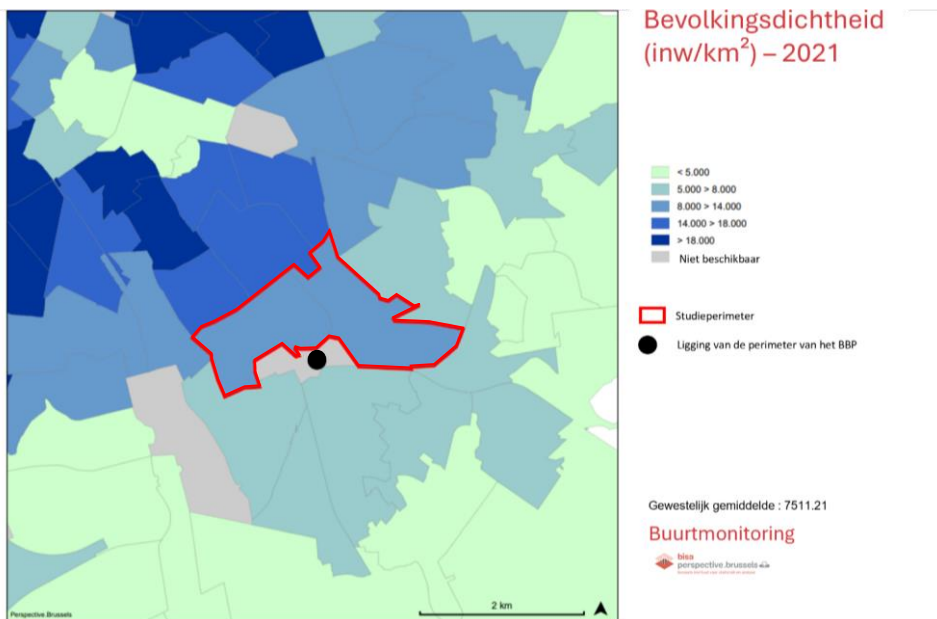 Bevolkingsdichtheid
(inw/km²) – 2021
< 5.000
5.000 > 8.000
8.000 > 14.000
14.000 > 18.000
> 18.000
Niet beschikbaar
Studieperimeter
Ligging van de perimeter van het BBP
Gewestelijk gemiddelde : 7511.21
Buurtmonitoring
bisa
perspective.brussels
2 km
Perspective.Brussels